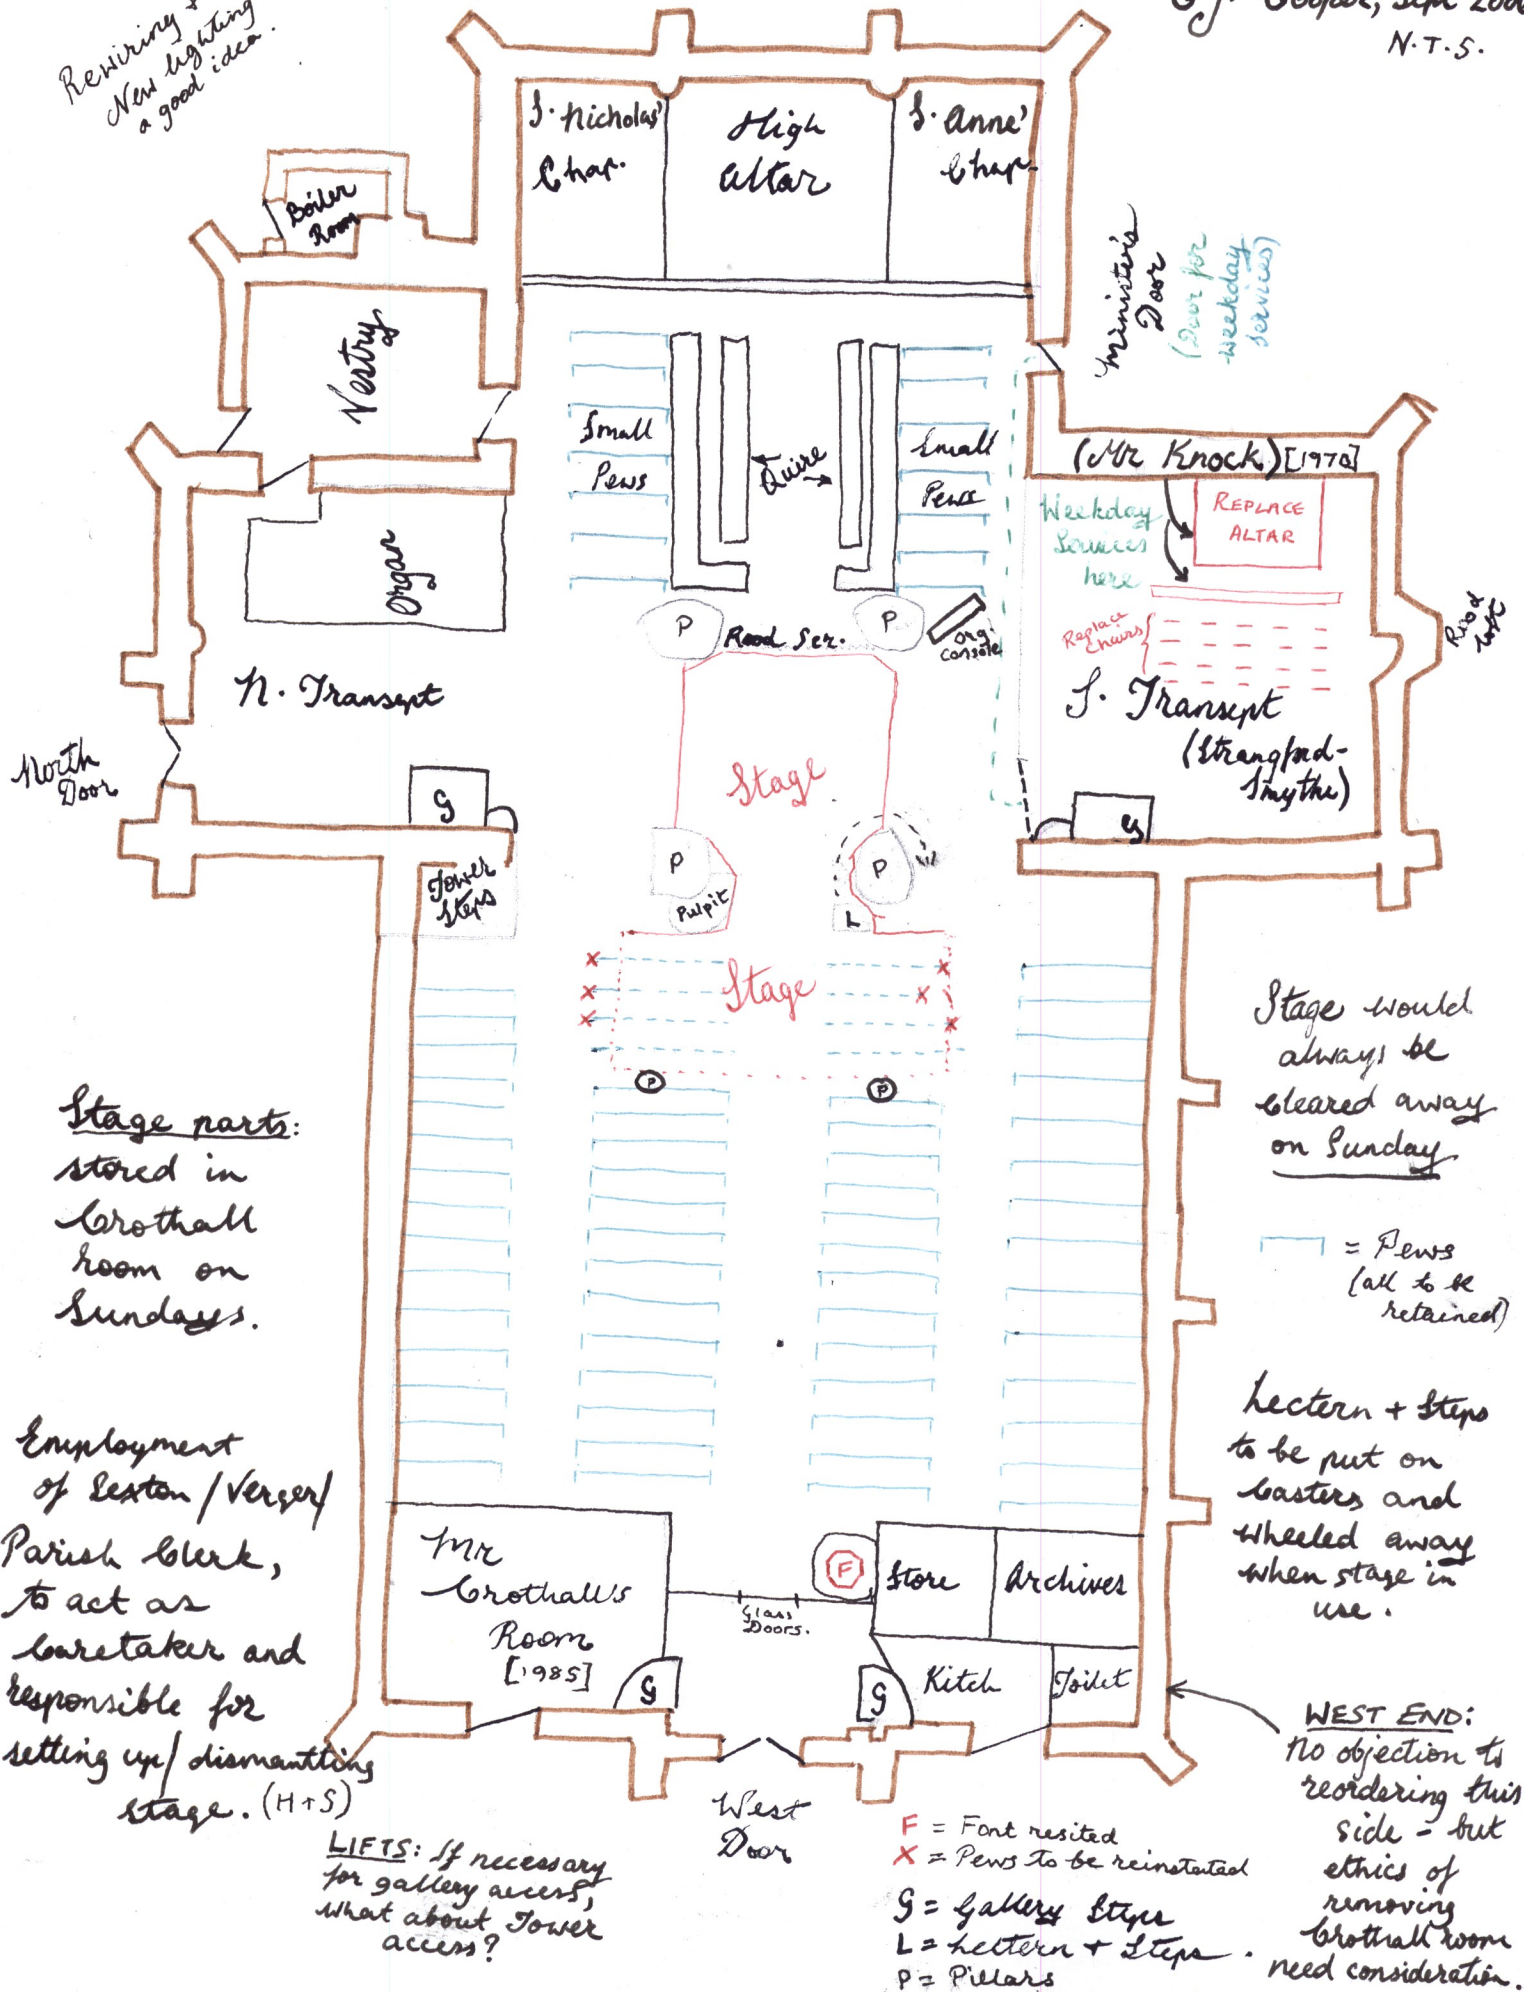 Rewiring +
New lighting
a good idea.
Cooper, Sept 200
N.T.S.
S. Nicholas'
Chap.
High
Altar
S. Anne'
Chap.
Boiler
Room
Minister's
Door
(Door for
weekday
services)
Vestry
Small
Pews
Quire
Small
Pews
(Mr Knock) [1970]
REPLACE
ALTAR
Weekday
Services
here
Replace
chairs
Organ
P
Rood Scr.
P
Org.
Console
Rood
loft
N. Transept
S. Transept
(Strangford-
Smythe)
North
Door
Stage
G
G
Tower
Steps
P
Pulpit
P
L
X
X
X
Stage
X
X
X
P
P
Stage would
always be
cleared away
on Sunday
Stage parts:
stored in
Crothall
room on
Sundays.
= Pews
(all to be
retained)
Lectern + Steps
to be put on
casters and
wheeled away
when stage in
use.
Employment
of Sexton/Verger/
Parish Clerk,
to act as
caretaker and
responsible for
setting up/dismantling
stage. (H+S)
Mr
Crothall's
Room
[1985]
Glass
Doors.
F
Store
Archives
Kitch
Toilet
G
G
West
Door
WEST END:
No objection to
reordering this
side - but
ethics of
removing
Crothall room
need consideration.
LIFTS: If necessary
for gallery access,
what about Tower
access?
F = Font resited
X = Pews to be reinstated
G = Gallery Steps
L = Lectern + Steps.
P = Pillars